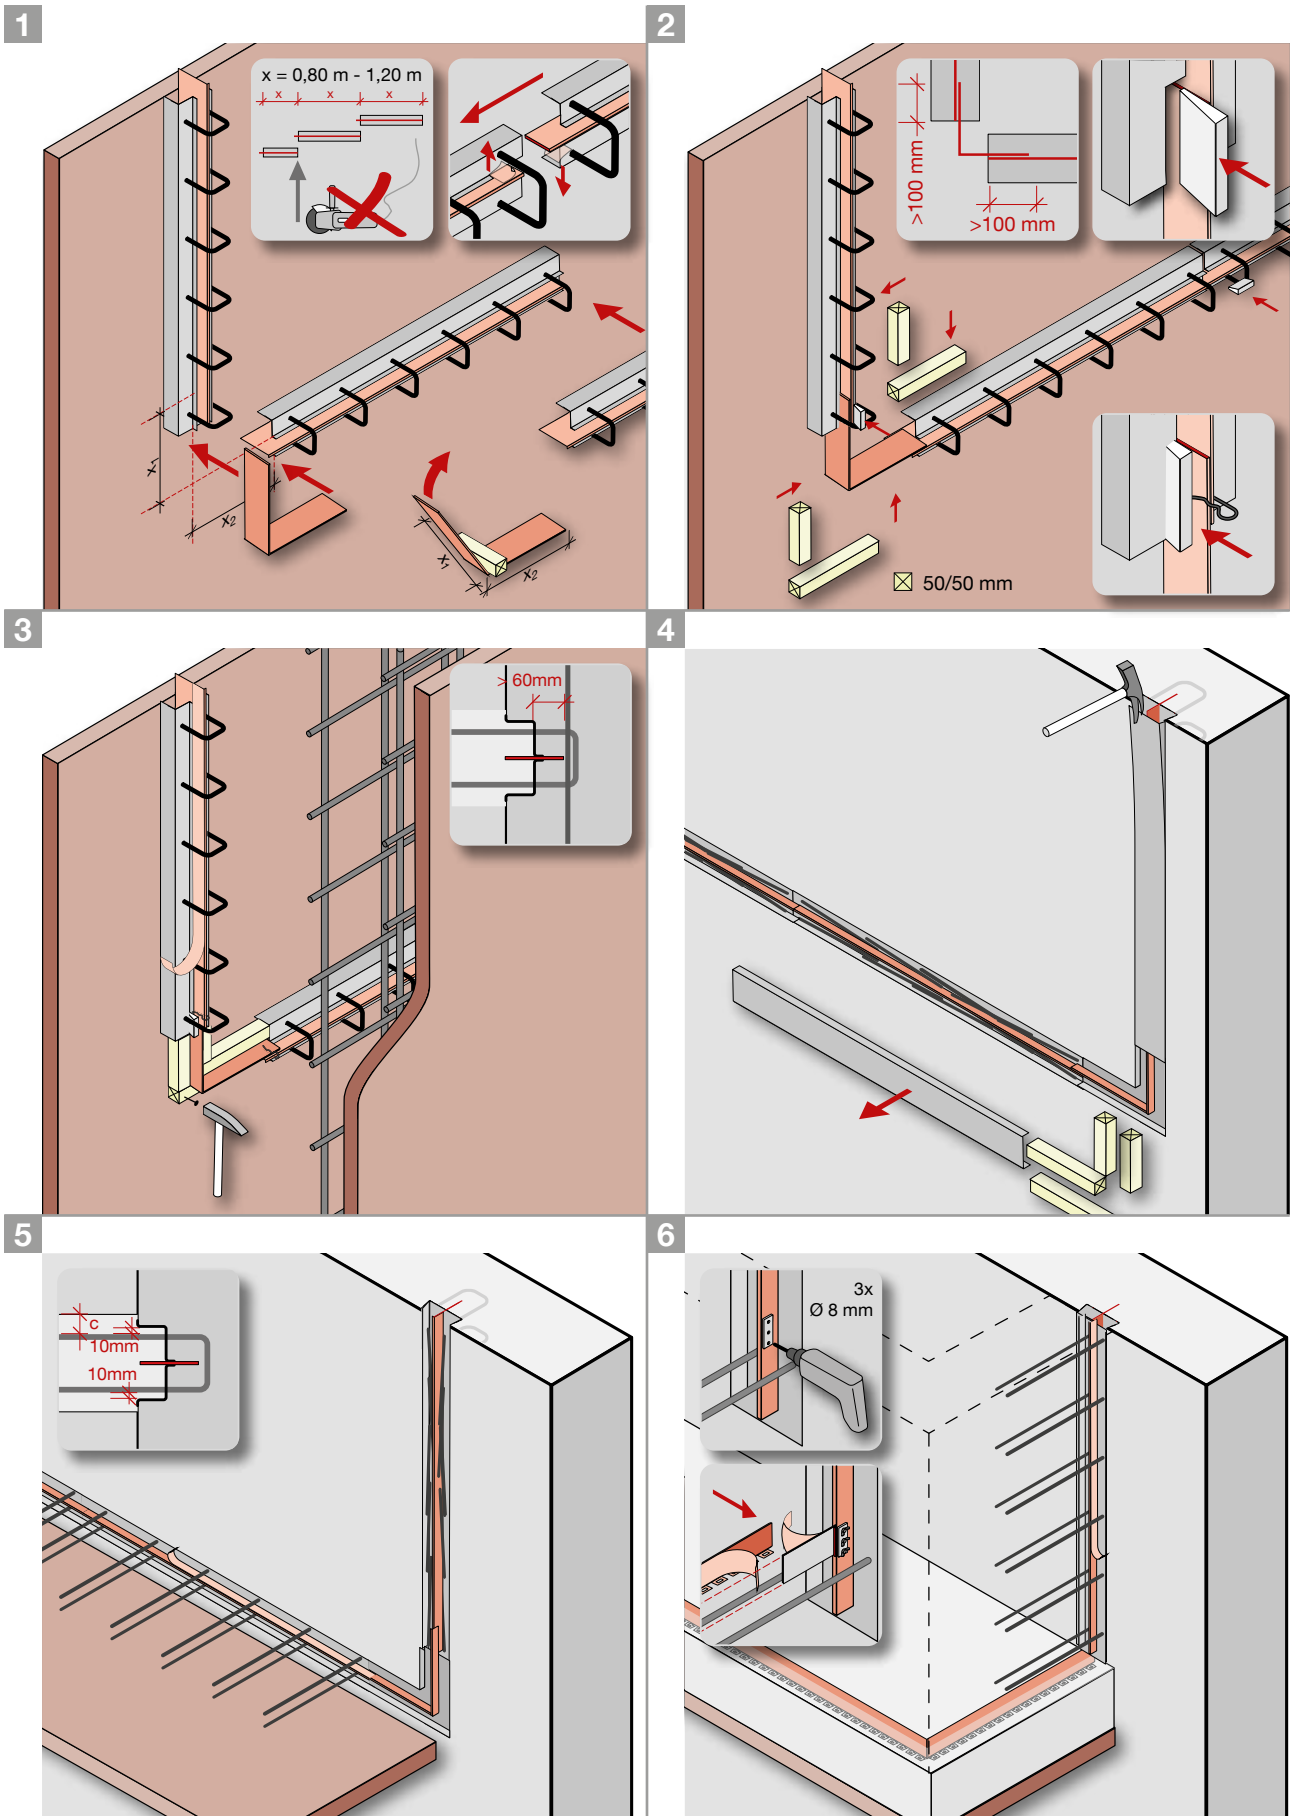 1
x = 0,80 m - 1,20 m
x x x
x₁
x₂
x₁
x₂
2
>100 mm
>100 mm
50/50 mm
3
> 60mm
4
5
c
10mm
10mm
6
3x
Ø 8 mm